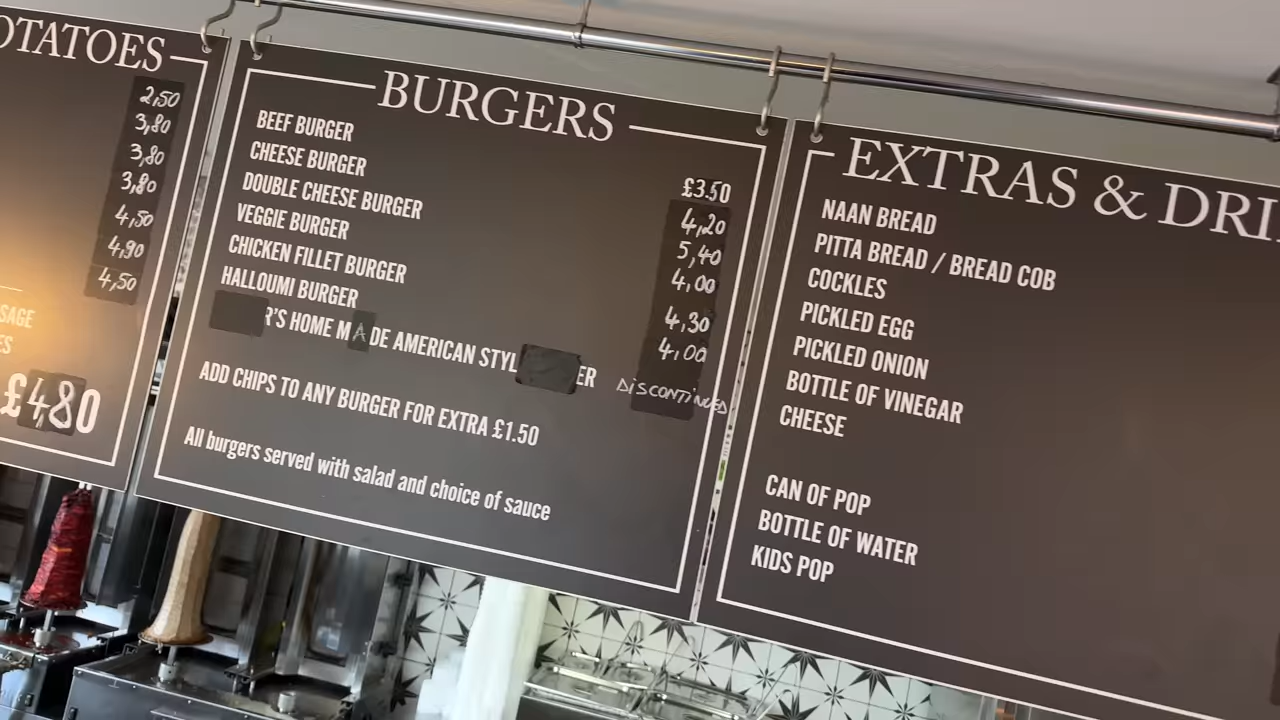 OTATOES
2,50
3,80
3,80
3,80
4,50
4,90
4,50
SAGE
ES
£4,80
BURGERS
BEEF BURGER £3.50
CHEESE BURGER 4,20
DOUBLE CHEESE BURGER 5,40
VEGGIE BURGER 4,00
CHICKEN FILLET BURGER 4,30
HALLOUMI BURGER 4,00
R'S HOME MADE AMERICAN STYL ER DISCONTINUED
ADD CHIPS TO ANY BURGER FOR EXTRA £1.50
All burgers served with salad and choice of sauce
EXTRAS & DRI
NAAN BREAD
PITTA BREAD / BREAD COB
COCKLES
PICKLED EGG
PICKLED ONION
BOTTLE OF VINEGAR
CHEESE
CAN OF POP
BOTTLE OF WATER
KIDS POP